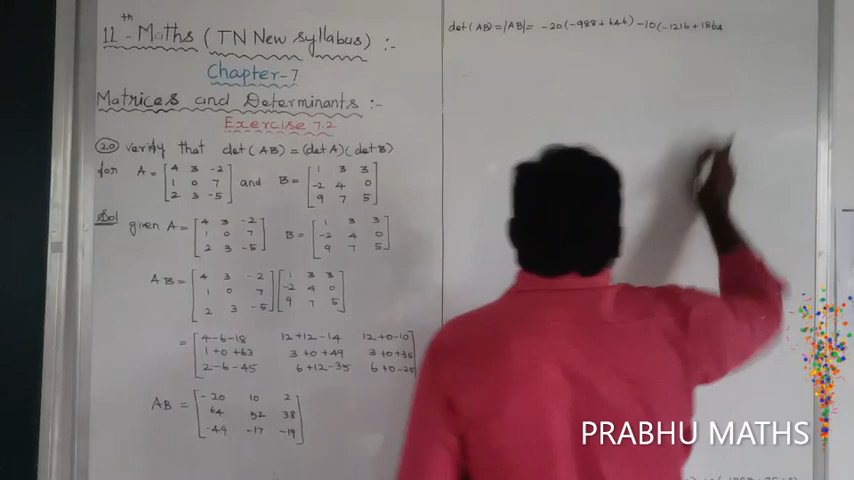 11th - Maths ( TN New syllabus) :-
Chapter-7
Matrices and Determinants :-
Exercise 7.2
20 verify that det (AB) = (det A) (det B)
for A = [ 4 3 -2
1 0 7
2 3 -5 ] and B = [ 1 3 3
-2 4 0
9 7 5 ]
Sol given A = [ 4 3 -2
1 0 7
2 3 -5 ] B = [ 1 3 3
-2 4 0
9 7 5 ]
AB = [ 4 3 -2
1 0 7
2 3 -5 ] [ 1 3 3
-2 4 0
9 7 5 ]
= [ 4-6-18 12+12-14 12+0-10
1+0+63 3+0+49 3+0+35
2-6-45 6+12-35 6+0-25 ]
AB = [ -20 10 2
64 52 38
-49 -17 -19 ]
det (AB) = |AB| = -20(-988+646) -10(-1216+1862
PRABHU MATHS